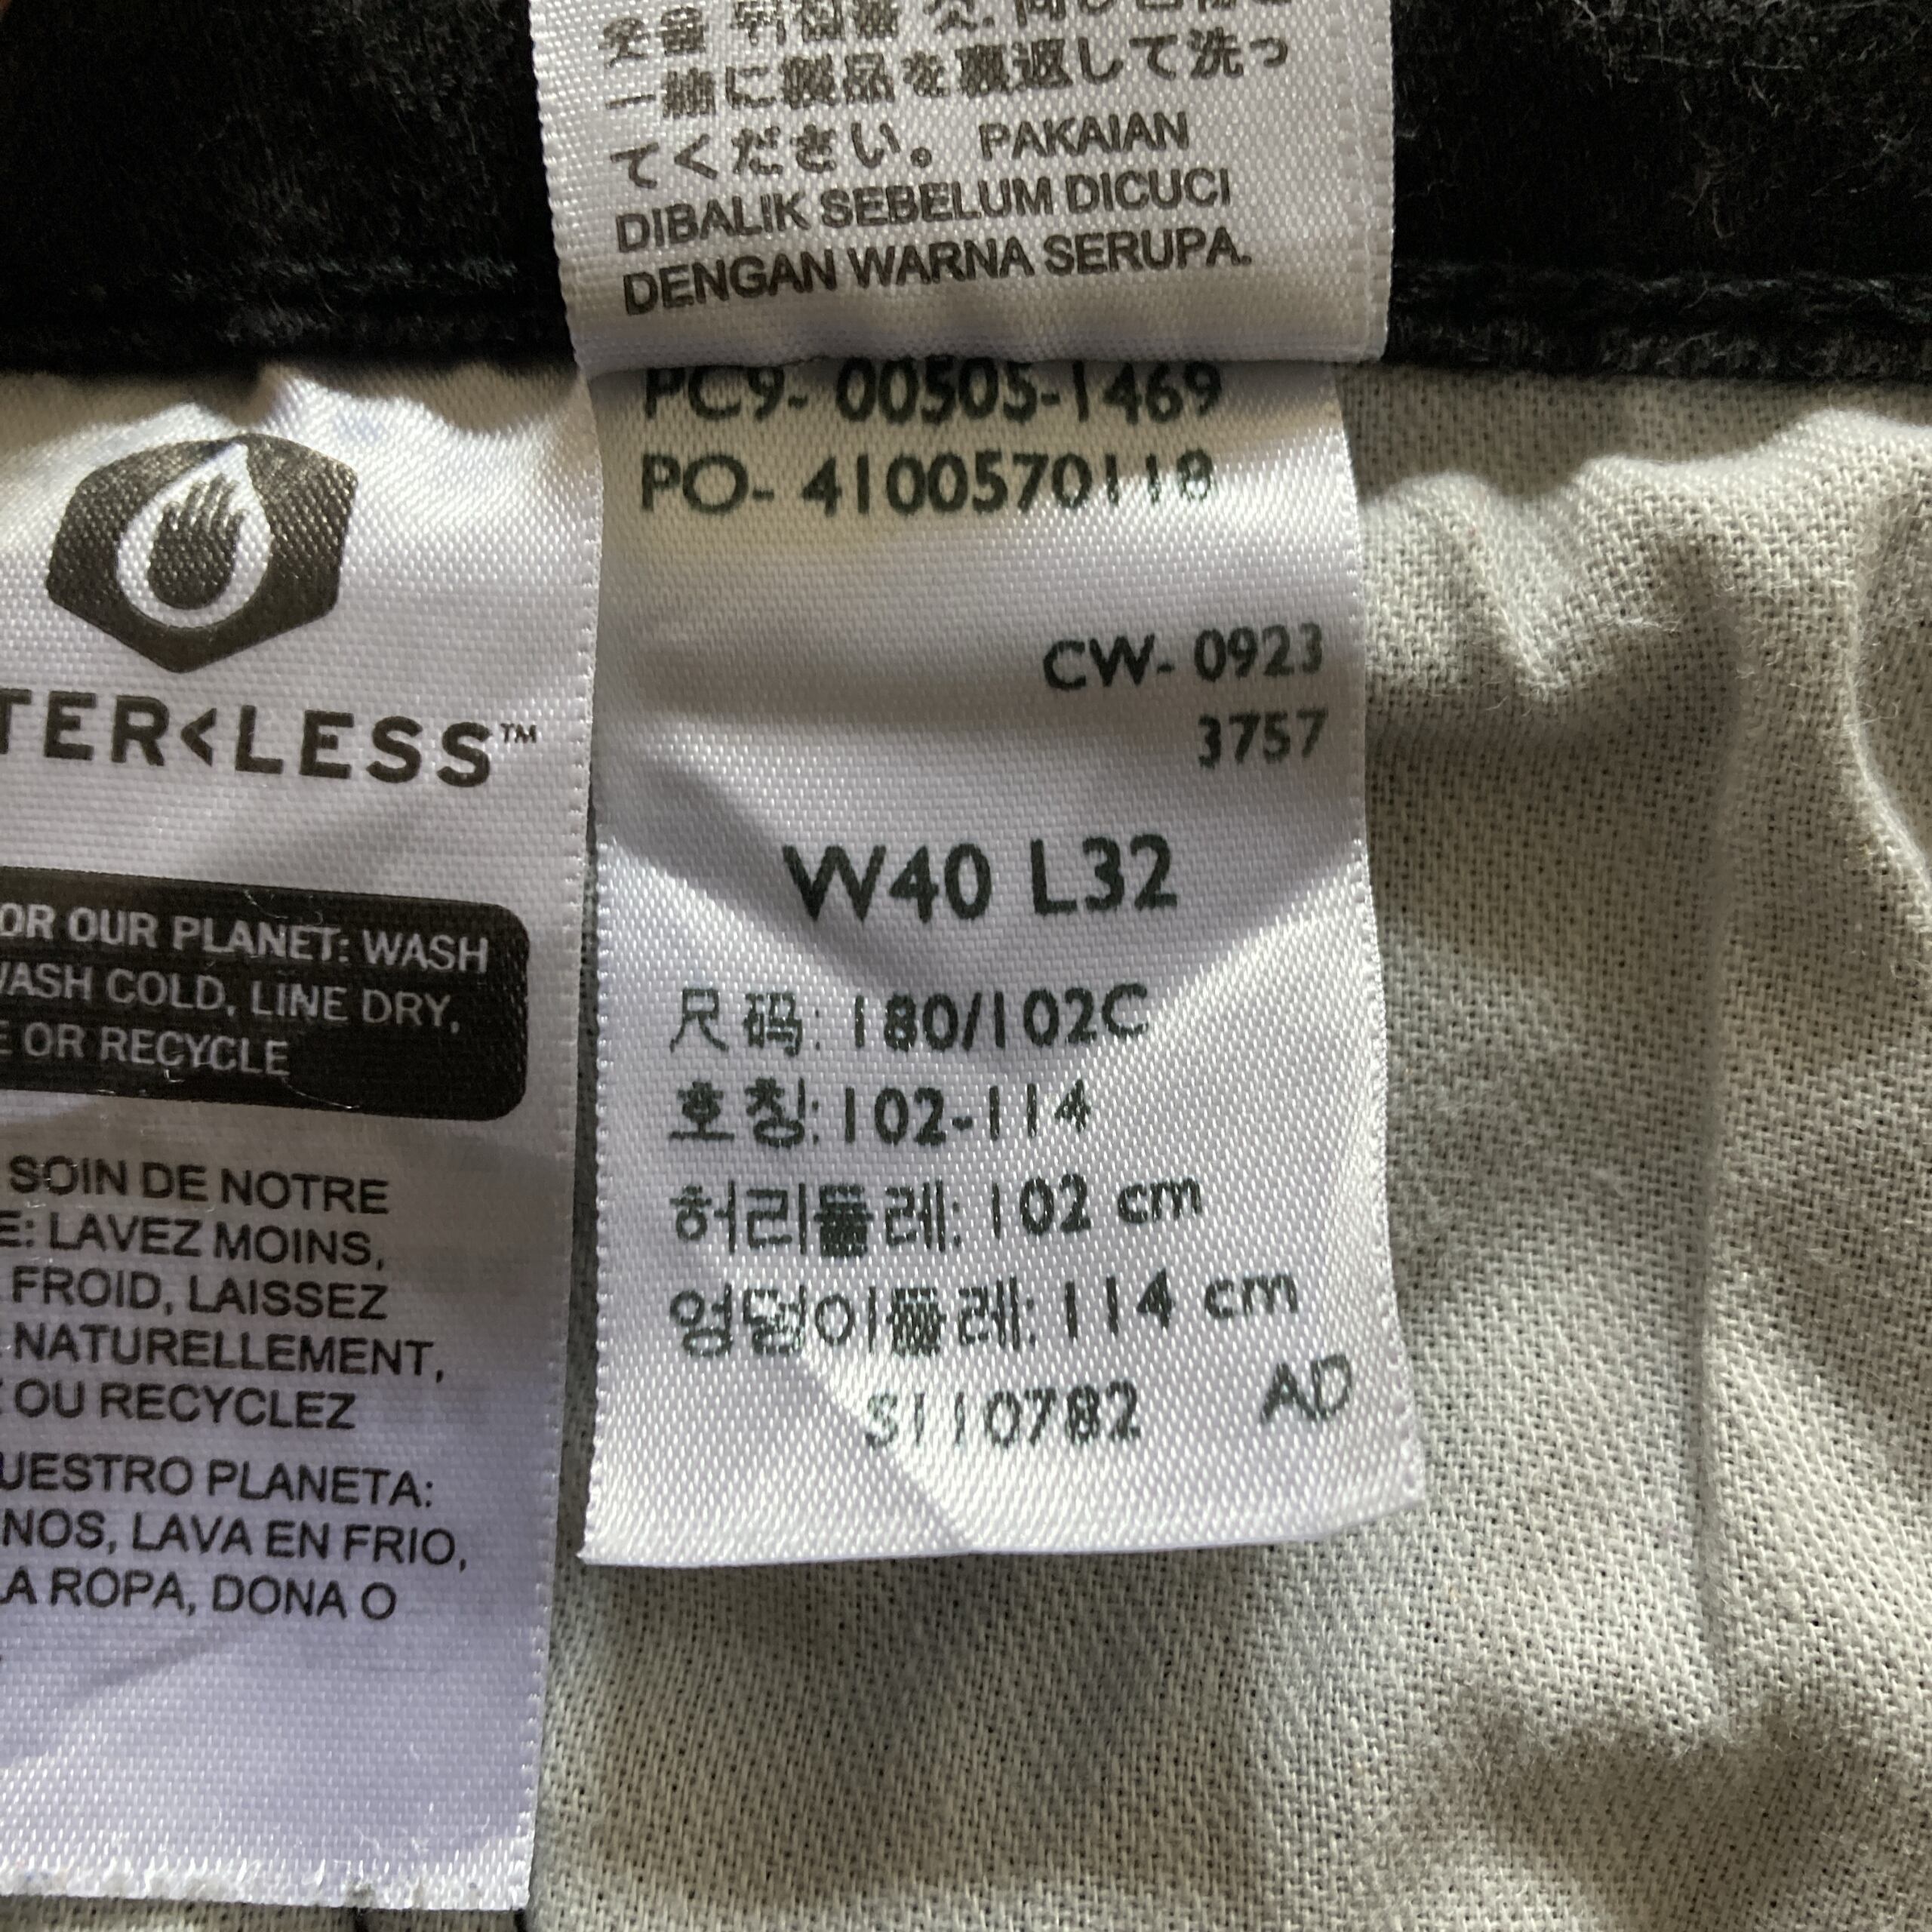 一緒に製品を裏返して洗っ
てください。 PAKAIAN
DIBALIK SEBELUM DICUCI
DENGAN WARNA SERUPA.
PC9- 00505-1469
PO- 4100570118
CW- 0923
3757
W40 L32
尺码: 180/102C
호칭: 102-114
허리둘레: 102 cm
엉덩이둘레: 114 cm
S110782 AD
TER<LESS™
OR OUR PLANET: WASH
WASH COLD, LINE DRY,
E OR RECYCLE
SOIN DE NOTRE
E: LAVEZ MOINS,
FROID, LAISSEZ
NATURELLEMENT,
OU RECYCLEZ
UESTRO PLANETA:
NOS, LAVA EN FRIO,
LA ROPA, DONA O